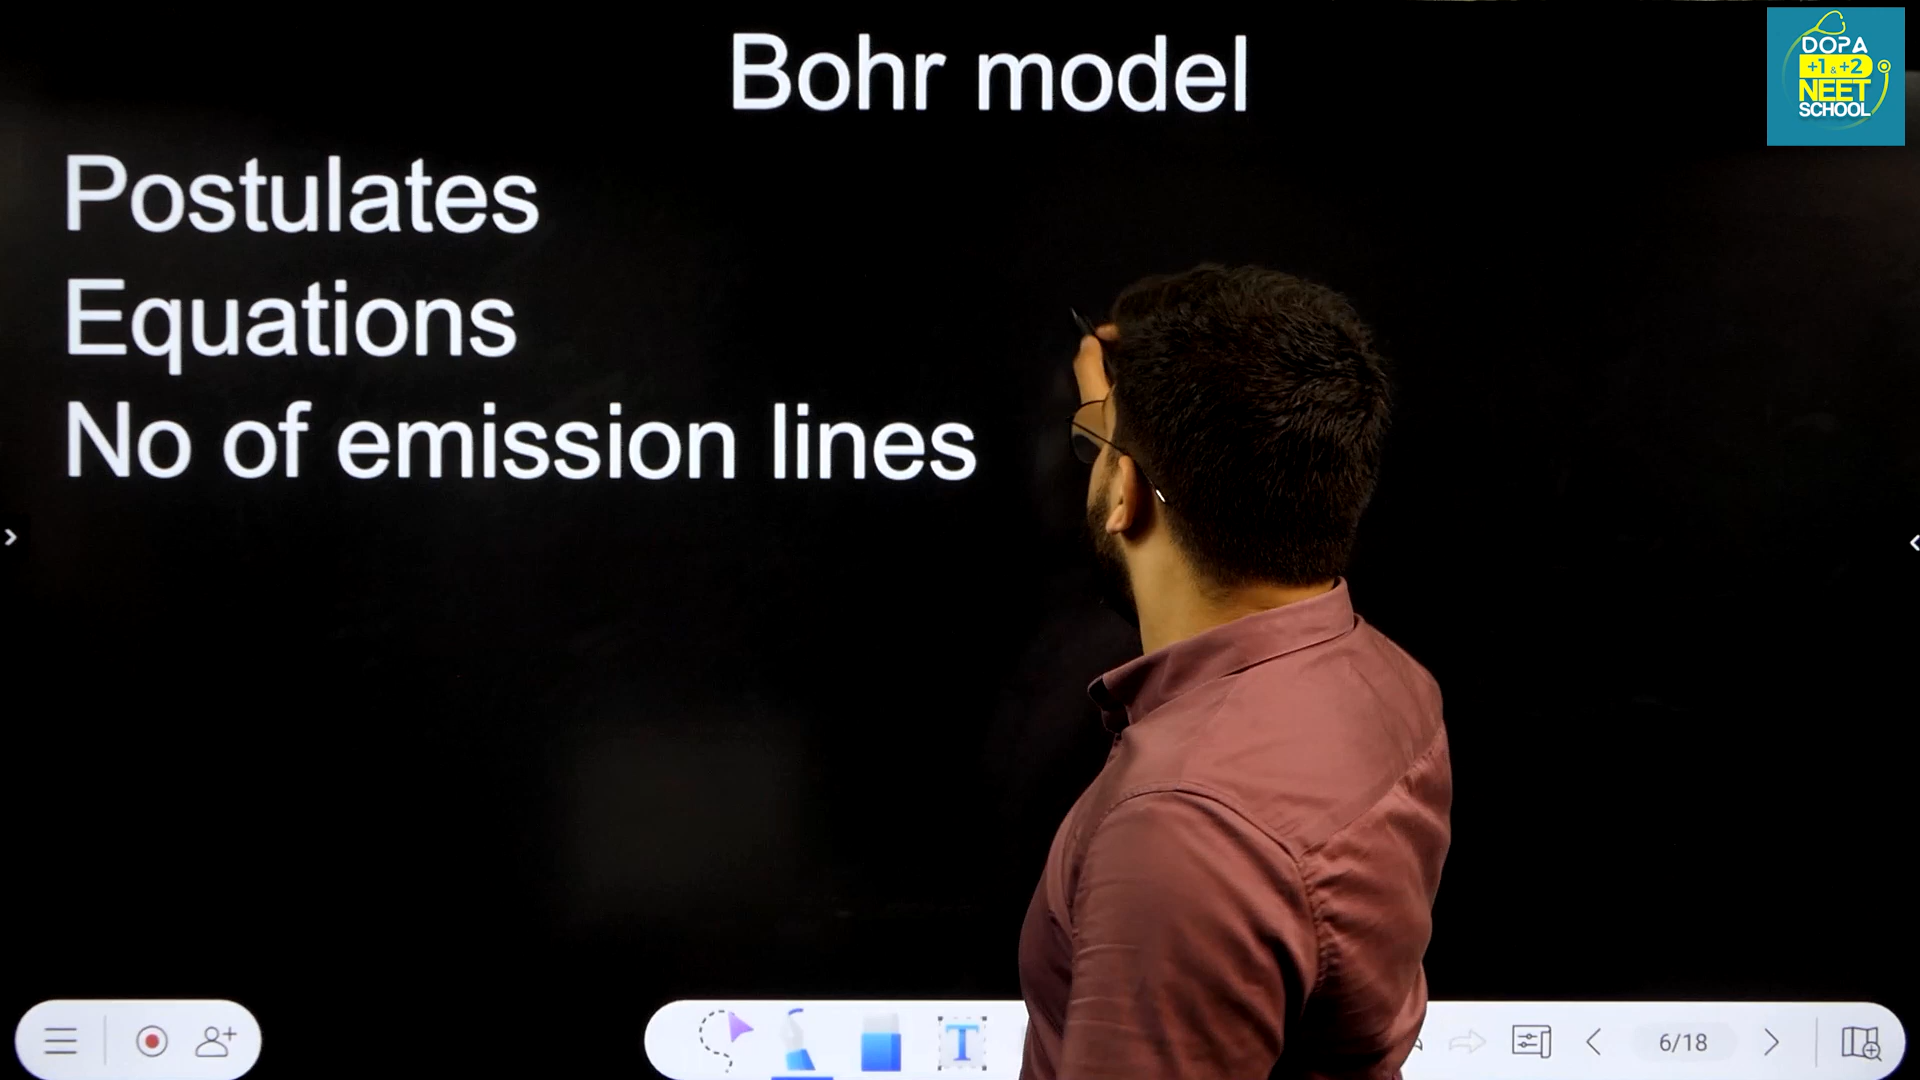 Bohr model
DOPA
+1 & +2
NEET
SCHOOL
Postulates
Equations
No of emission lines
T
6/18